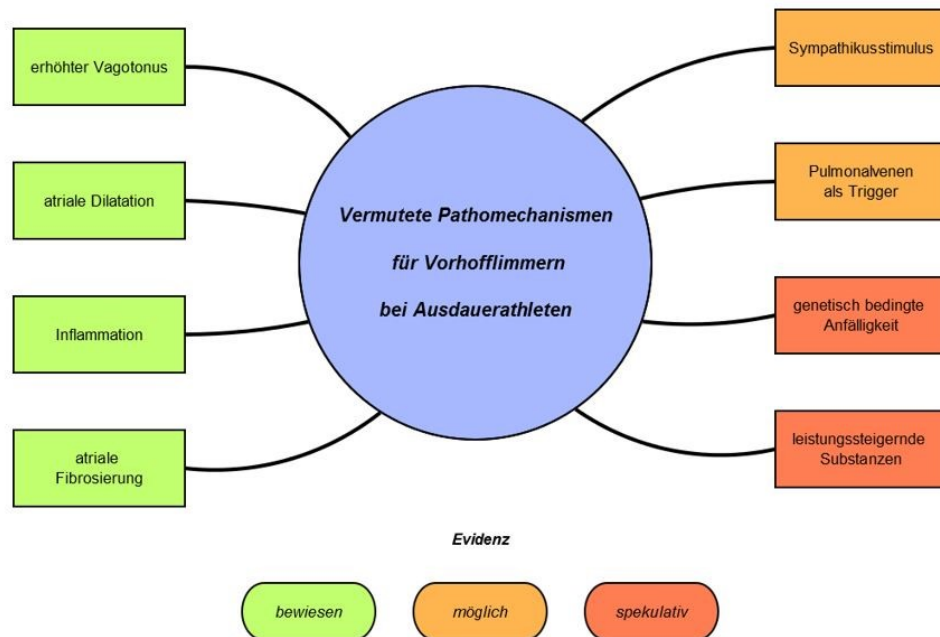 erhöhter Vagotonus
atriale Dilatation
Inflammation
atriale
Fibrosierung
Vermutete Pathomechanismen
für Vorhofflimmern
bei Ausdauerathleten
Sympathikusstimulus
Pulmonalvenen
als Trigger
genetisch bedingte
Anfälligkeit
leistungssteigernde
Substanzen
Evidenz
bewiesen
möglich
spekulativ